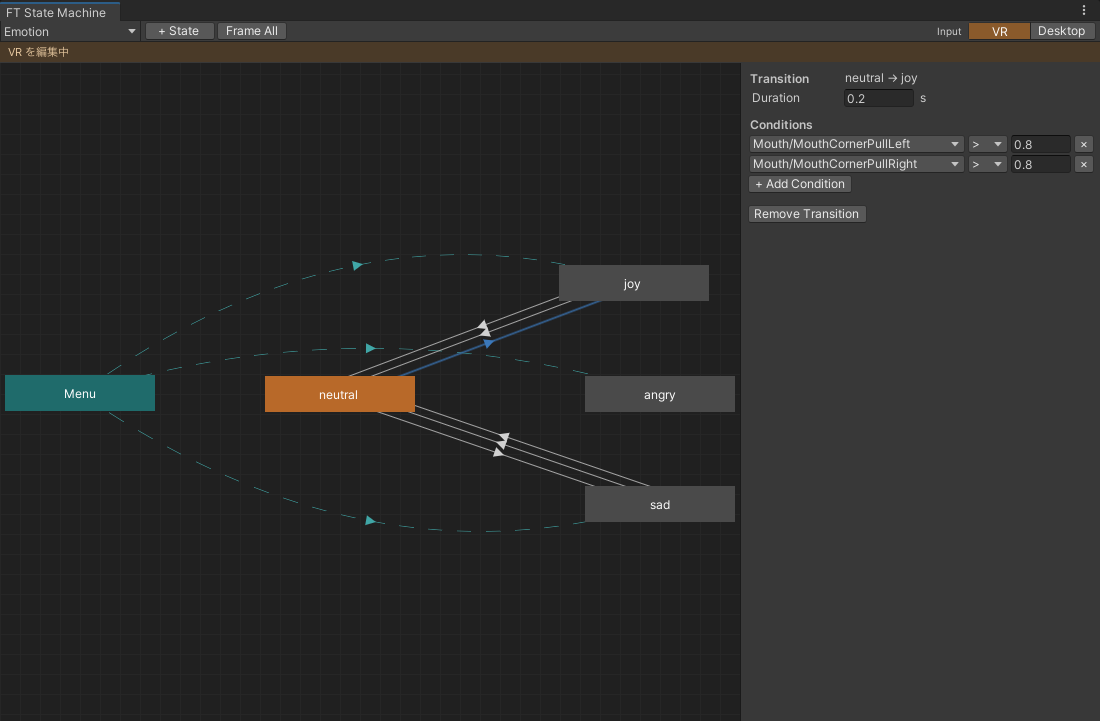 FT State Machine
Emotion + State Frame All Input VR Desktop
VR を編集中
Transition neutral → joy
Duration 0.2 s
Conditions
Mouth/MouthCornerPullLeft > 0.8 ×
Mouth/MouthCornerPullRight > 0.8 ×
+ Add Condition
Remove Transition
joy
Menu
neutral
angry
sad